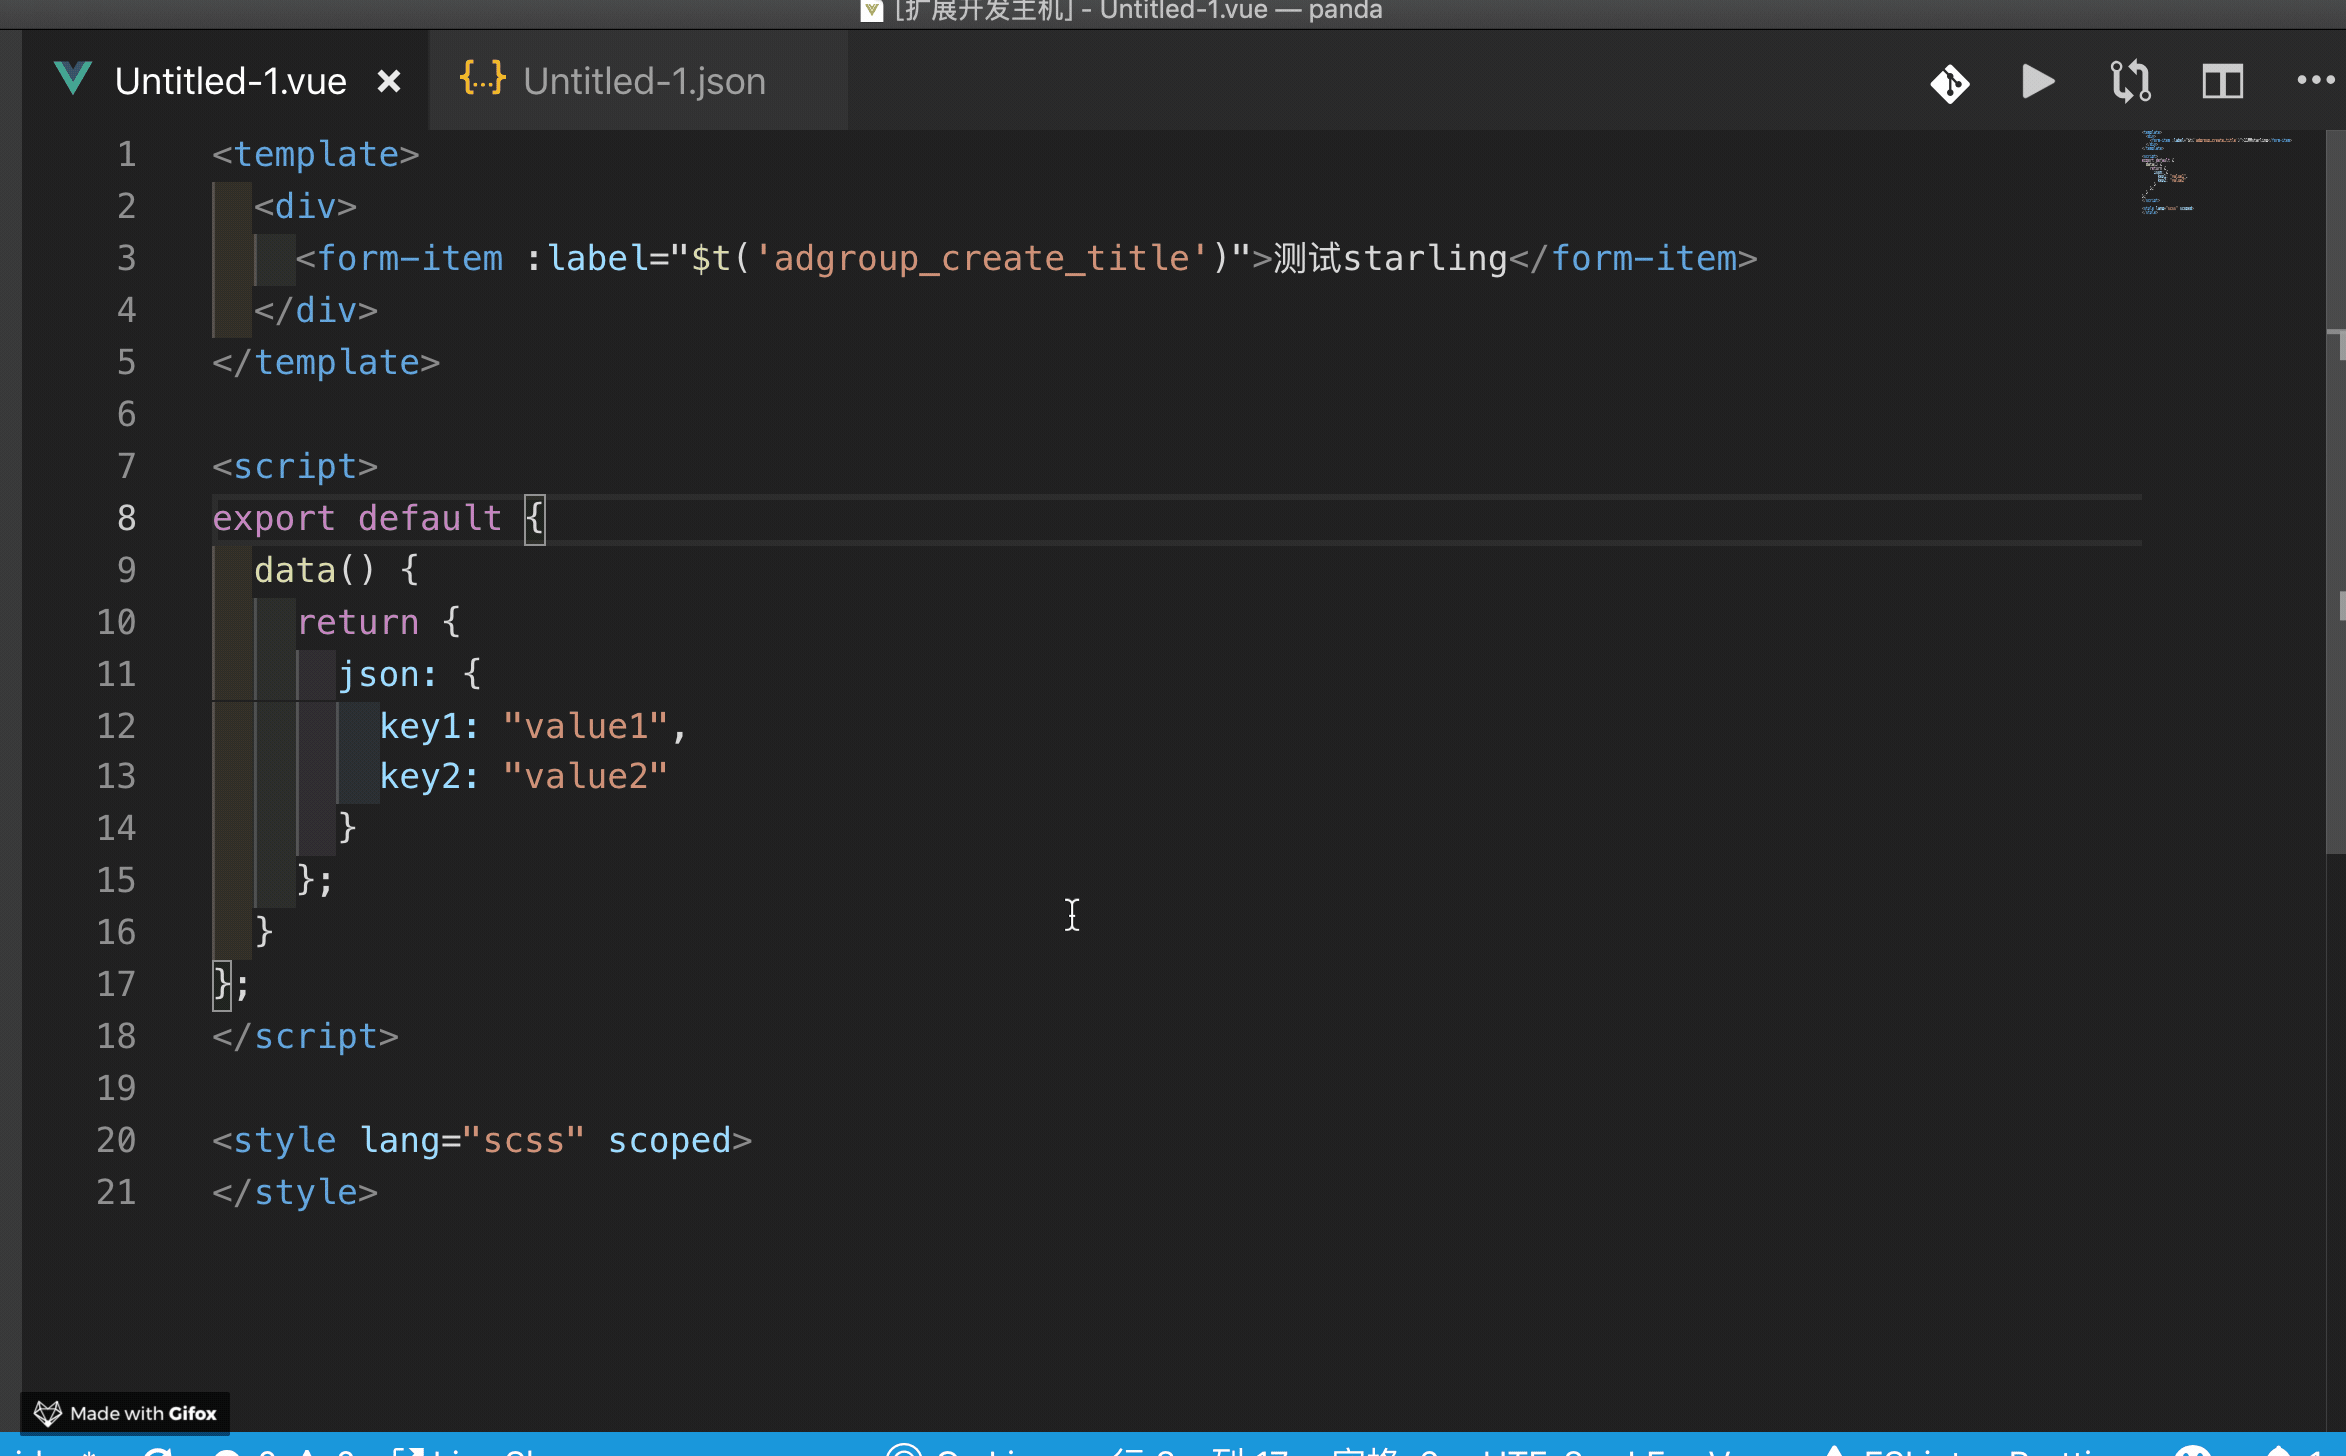 [扩展开发主机] - Untitled-1.vue — panda
Untitled-1.vue
{..} Untitled-1.json
1 <template>
2 <div>
3 <form-item :label="$t('adgroup_create_title')">测试starling</form-item>
4 </div>
5 </template>
6
7 <script>
8 export default {
9 data() {
10 return {
11 json: {
12 key1: "value1",
13 key2: "value2"
14 }
15 };
16 }
17 };
18 </script>
19
20 <style lang="scss" scoped>
21 </style>
Made with Gifox